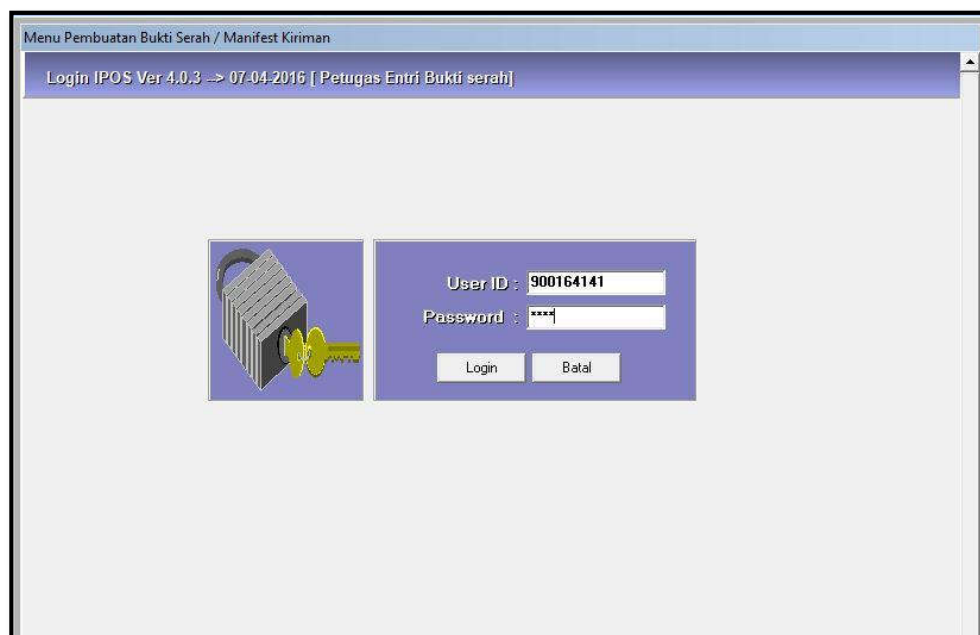 Menu Pembuatan Bukti Serah / Manifest Kiriman
Login IPOS Ver 4.0.3 --> 07-04-2016 [ Petugas Entri Bukti serah]
User ID : 900164141
Password : ****
Login Batal